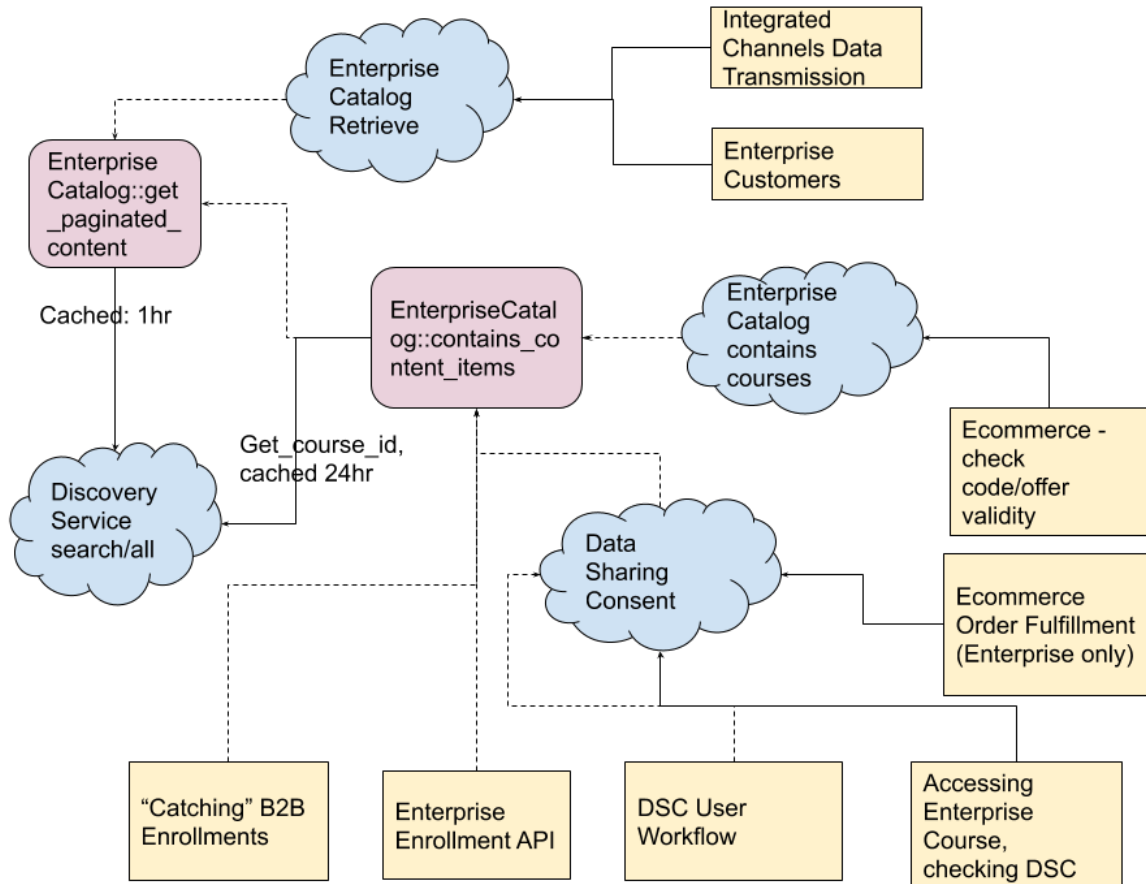 Integrated
Channels Data
Transmission
Enterprise
Catalog
Retrieve
Enterprise
Customers
Enterprise
Catalog::get
_paginated_
content
Cached: 1hr
EnterpriseCatal
og::contains_co
ntent_items
Enterprise
Catalog
contains
courses
Get_course_id,
cached 24hr
Ecommerce -
check
code/offer
validity
Discovery
Service
search/all
Data
Sharing
Consent
Ecommerce
Order Fulfillment
(Enterprise only)
“Catching” B2B
Enrollments
Enterprise
Enrollment API
DSC User
Workflow
Accessing
Enterprise
Course,
checking DSC